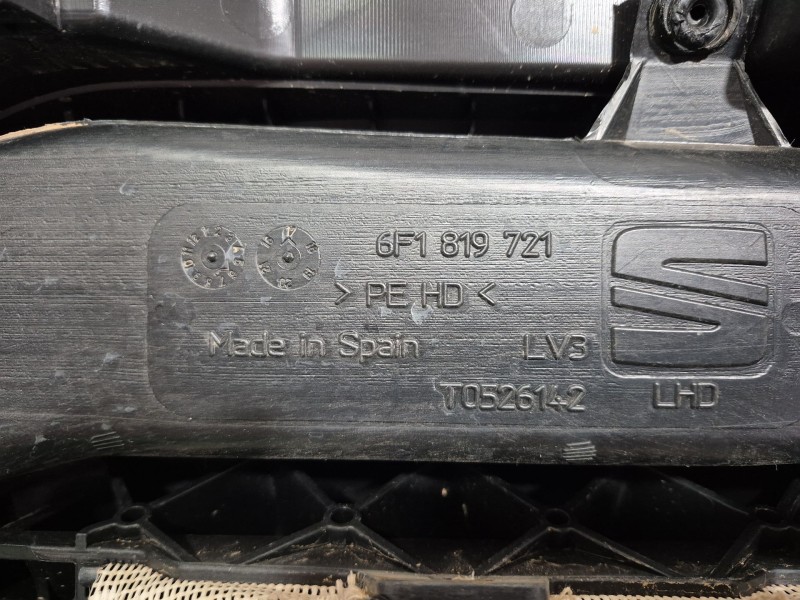 6F1 819 721
> PE HD <
Made in Spain LV3
T0526142 LHD